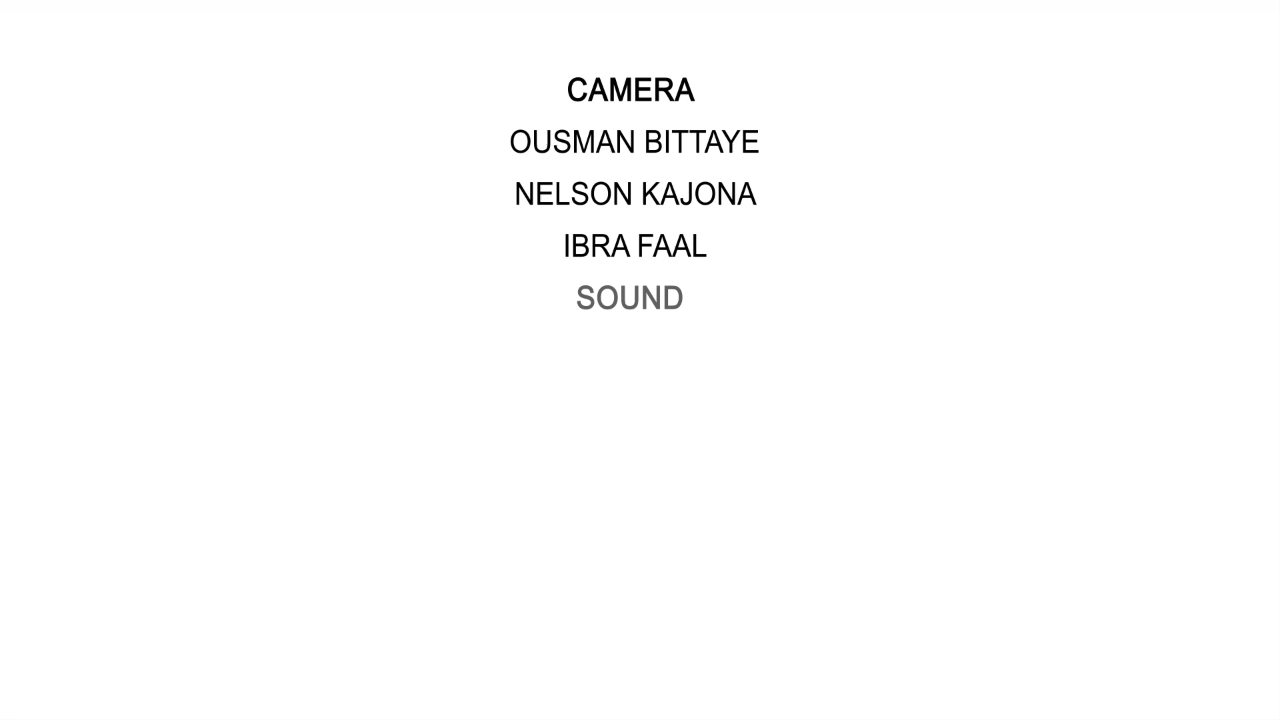 CAMERA
OUSMAN BITTAYE
NELSON KAJONA
IBRA FAAL
SOUND